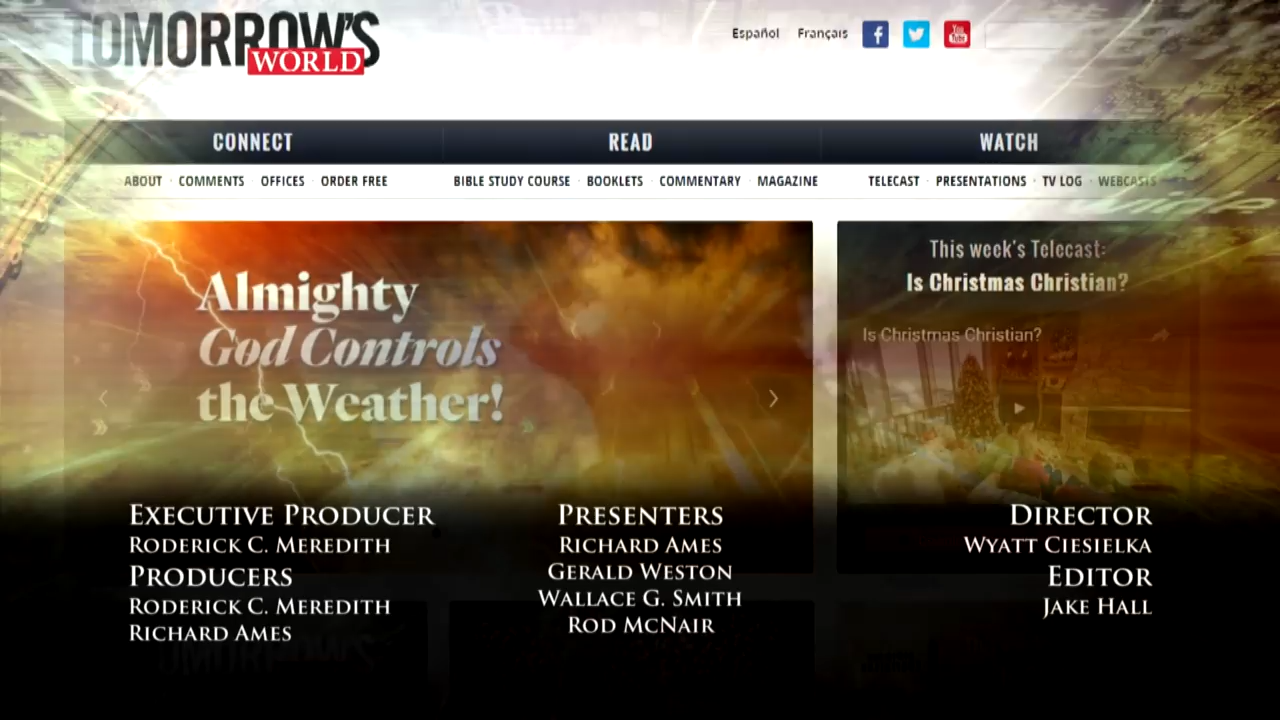 TOMORROW'S
WORLD
Español Français
You
Tube
CONNECT READ WATCH
ABOUT · COMMENTS OFFICES · ORDER FREE
BIBLE STUDY COURSE · BOOKLETS · COMMENTARY · MAGAZINE
TELECAST · PRESENTATIONS · TV LOG · WEBCASTS
Almighty
God Controls
the Weather!
This week's Telecast:
Is Christmas Christian?
Is Christmas Christian?
EXECUTIVE PRODUCER
RODERICK C. MEREDITH
PRODUCERS
RODERICK C. MEREDITH
RICHARD AMES
PRESENTERS
RICHARD AMES
GERALD WESTON
WALLACE G. SMITH
ROD MCNAIR
DIRECTOR
WYATT CIESIELKA
EDITOR
JAKE HALL